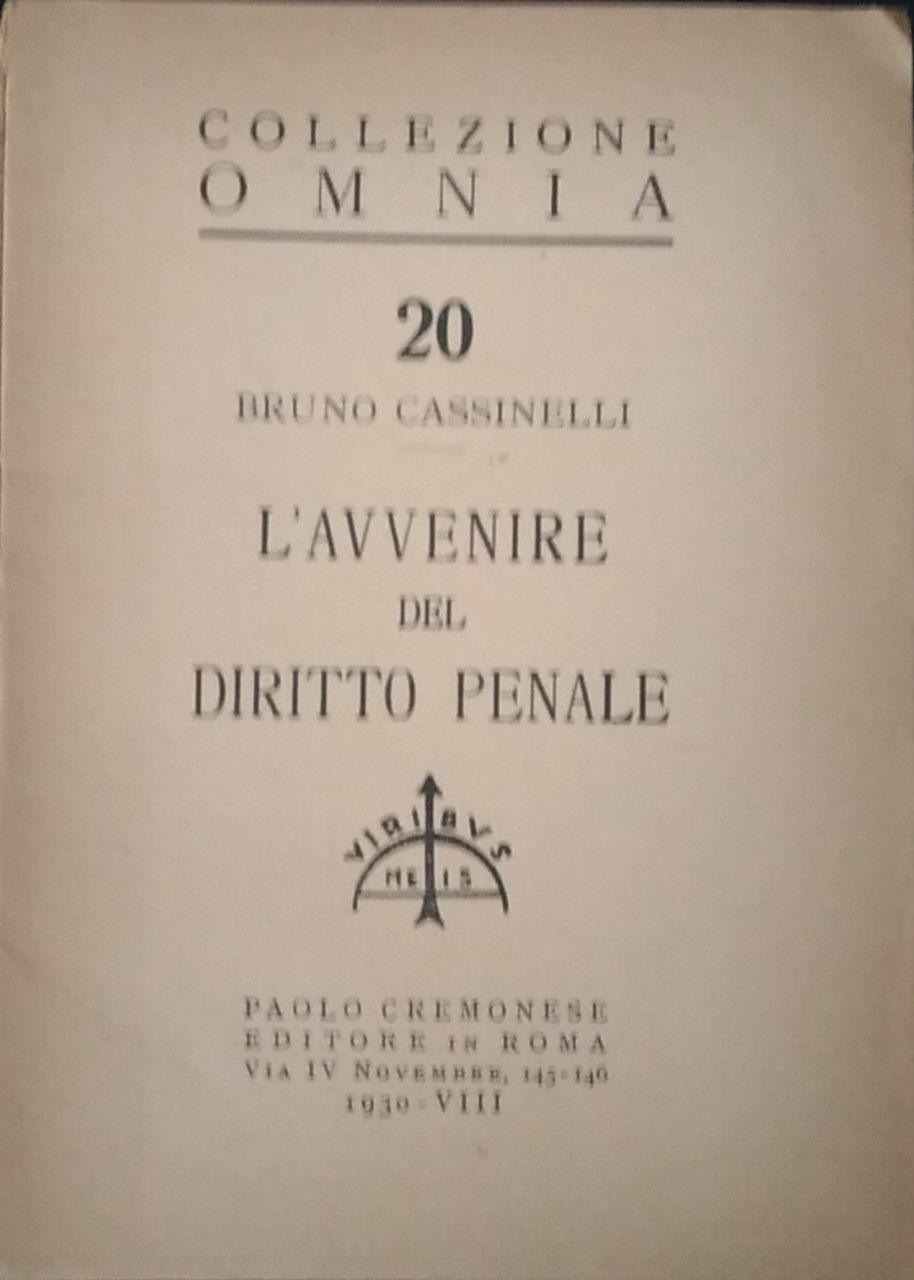 COLLEZIONE
OMNIA
20
BRUNO CASSINELLI
L'AVVENIRE
DEL
DIRITTO PENALE
VIRIBVS
MEIS
PAOLO CREMONESE
EDITORE IN ROMA
VIA IV NOVEMBRE, 145-146
1930-VIII